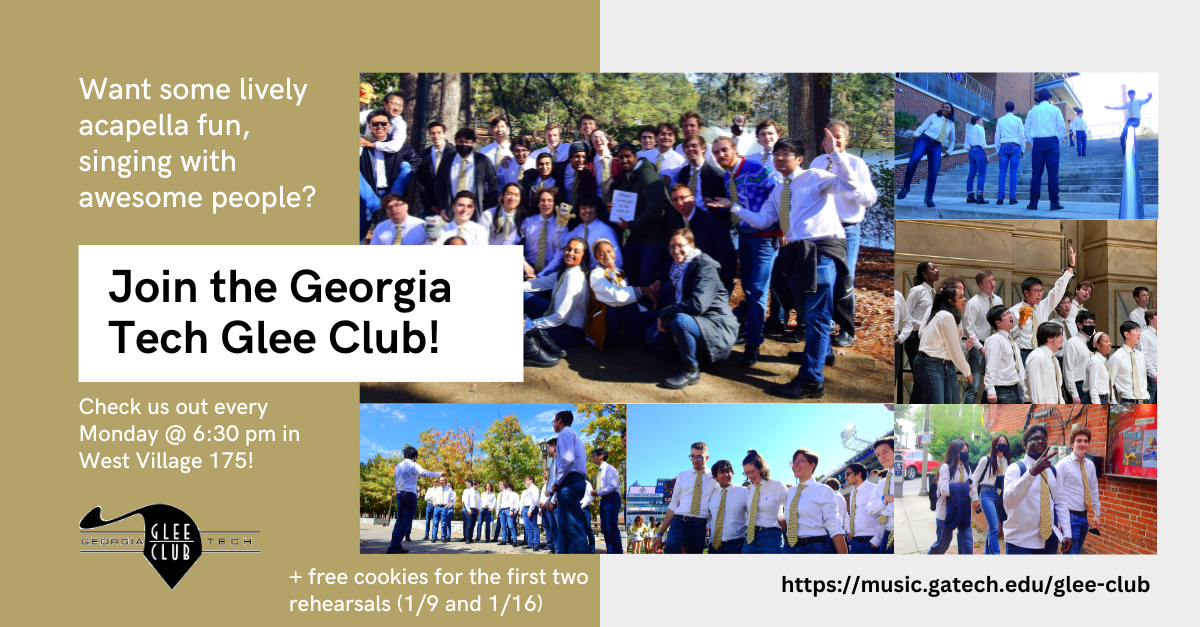 Want some lively
acapella fun,
singing with
awesome people?
Join the Georgia
Tech Glee Club!
Check us out every
Monday @ 6:30 pm in
West Village 175!
GEORGIA GLEE CLUB TECH
+ free cookies for the first two
rehearsals (1/9 and 1/16)
https://music.gatech.edu/glee-club